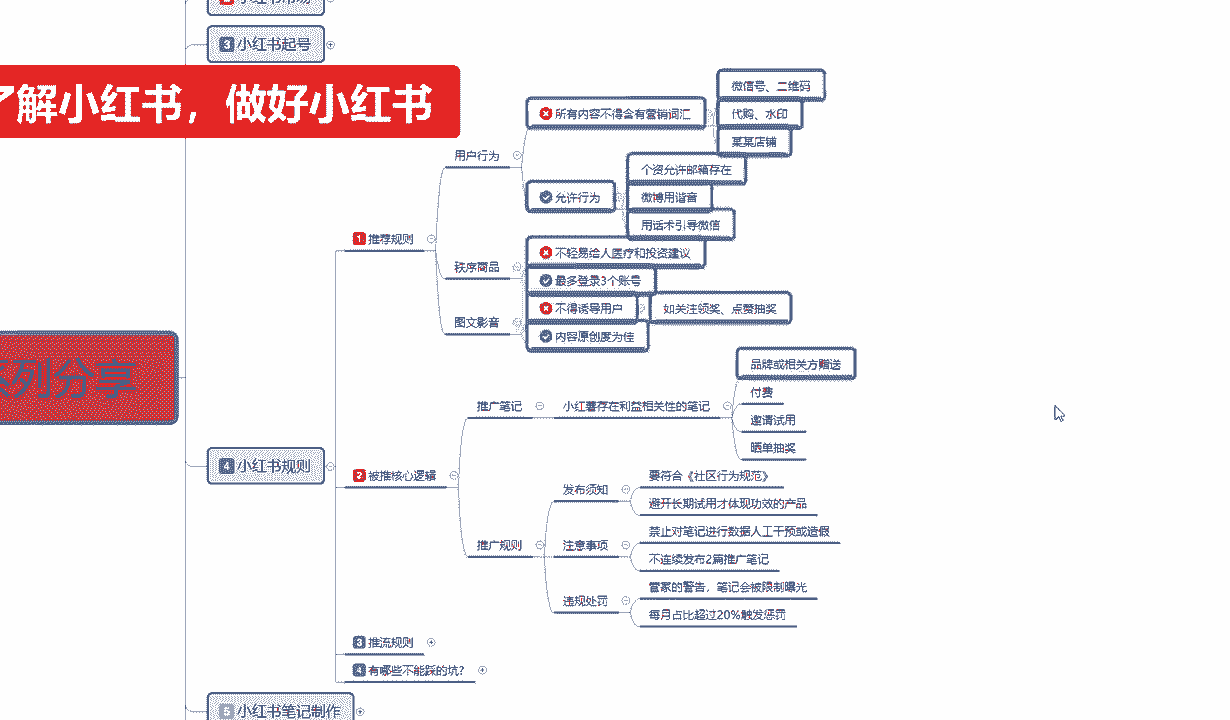 小红书市场
3 小红书起号
了解小红书，做好小红书
微信号、二维码
所有内容不得含有营销词汇
代购、水印
某某店铺
用户行为
个资允许邮箱存在
允许行为
微博用谐音
用话术引导微信
1 推荐规则
不轻易给人医疗和投资建议
秩序商品
最多登录3个账号
不得诱导用户
如关注领奖、点赞抽奖
图文影音
内容原创度为佳
系列分享
品牌或相关方赠送
付费
推广笔记
小红薯存在利益相关性的笔记
邀请试用
晒单抽奖
4 小红书规则
2 被推核心逻辑
要符合《社区行为规范》
发布须知
避开长期试用才体现功效的产品
禁止对笔记进行数据人工干预或造假
推广规则
注意事项
不连续发布2篇推广笔记
管家的警告，笔记会被限制曝光
违规处罚
每月占比超过20%触发惩罚
3 推流规则
4 有哪些不能踩的坑?
5 小红书笔记制作